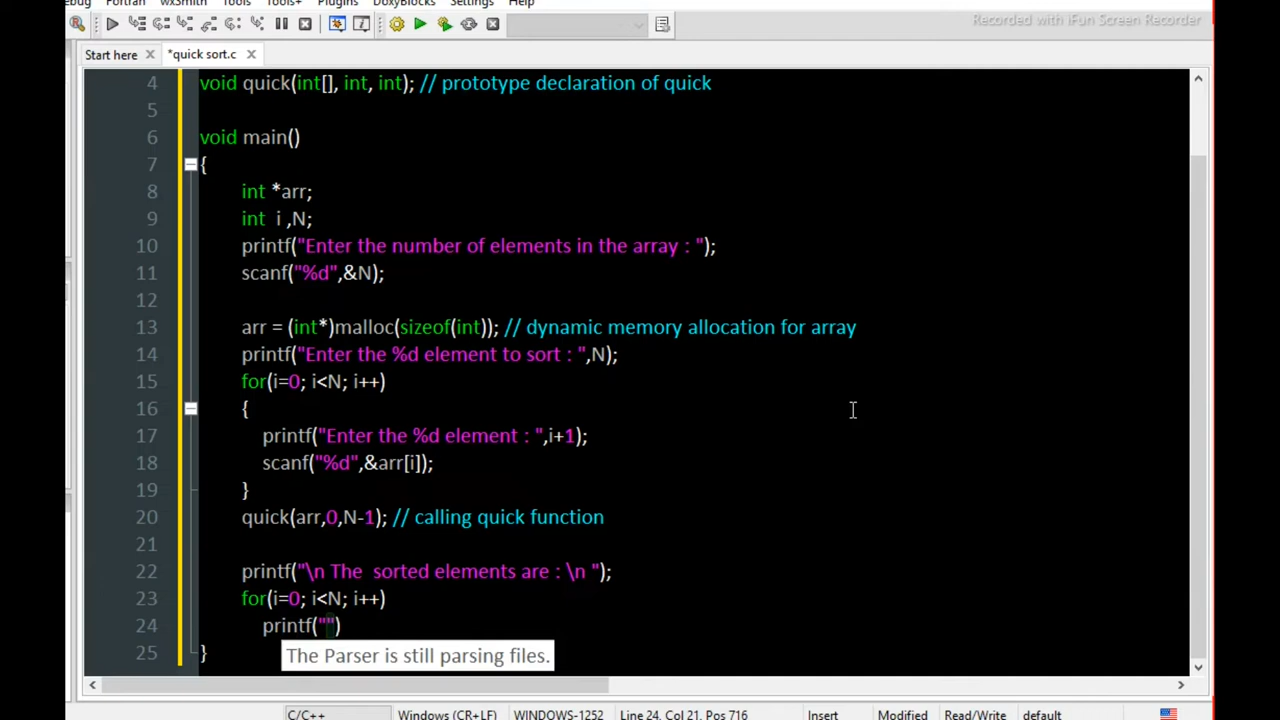 ebug Fortran wxSmith Tools Tools+ Plugins DoxyBlocks Settings Help
Recorded with iFun Screen Recorder
Start here *quick sort.c
4 void quick(int[], int, int); // prototype declaration of quick
5
6 void main()
7 {
8 int *arr;
9 int i ,N;
10 printf("Enter the number of elements in the array : ");
11 scanf("%d",&N);
12
13 arr = (int*)malloc(sizeof(int)); // dynamic memory allocation for array
14 printf("Enter the %d element to sort : ",N);
15 for(i=0; i<N; i++)
16 {
17 printf("Enter the %d element : ",i+1);
18 scanf("%d",&arr[i]);
19 }
20 quick(arr,0,N-1); // calling quick function
21
22 printf("\n The  sorted elements are : \n ");
23 for(i=0; i<N; i++)
24 printf("")
25 }
The Parser is still parsing files.
C/C++ Windows (CR+LF) WINDOWS-1252 Line 24, Col 21, Pos 716 Insert Modified Read/Write default